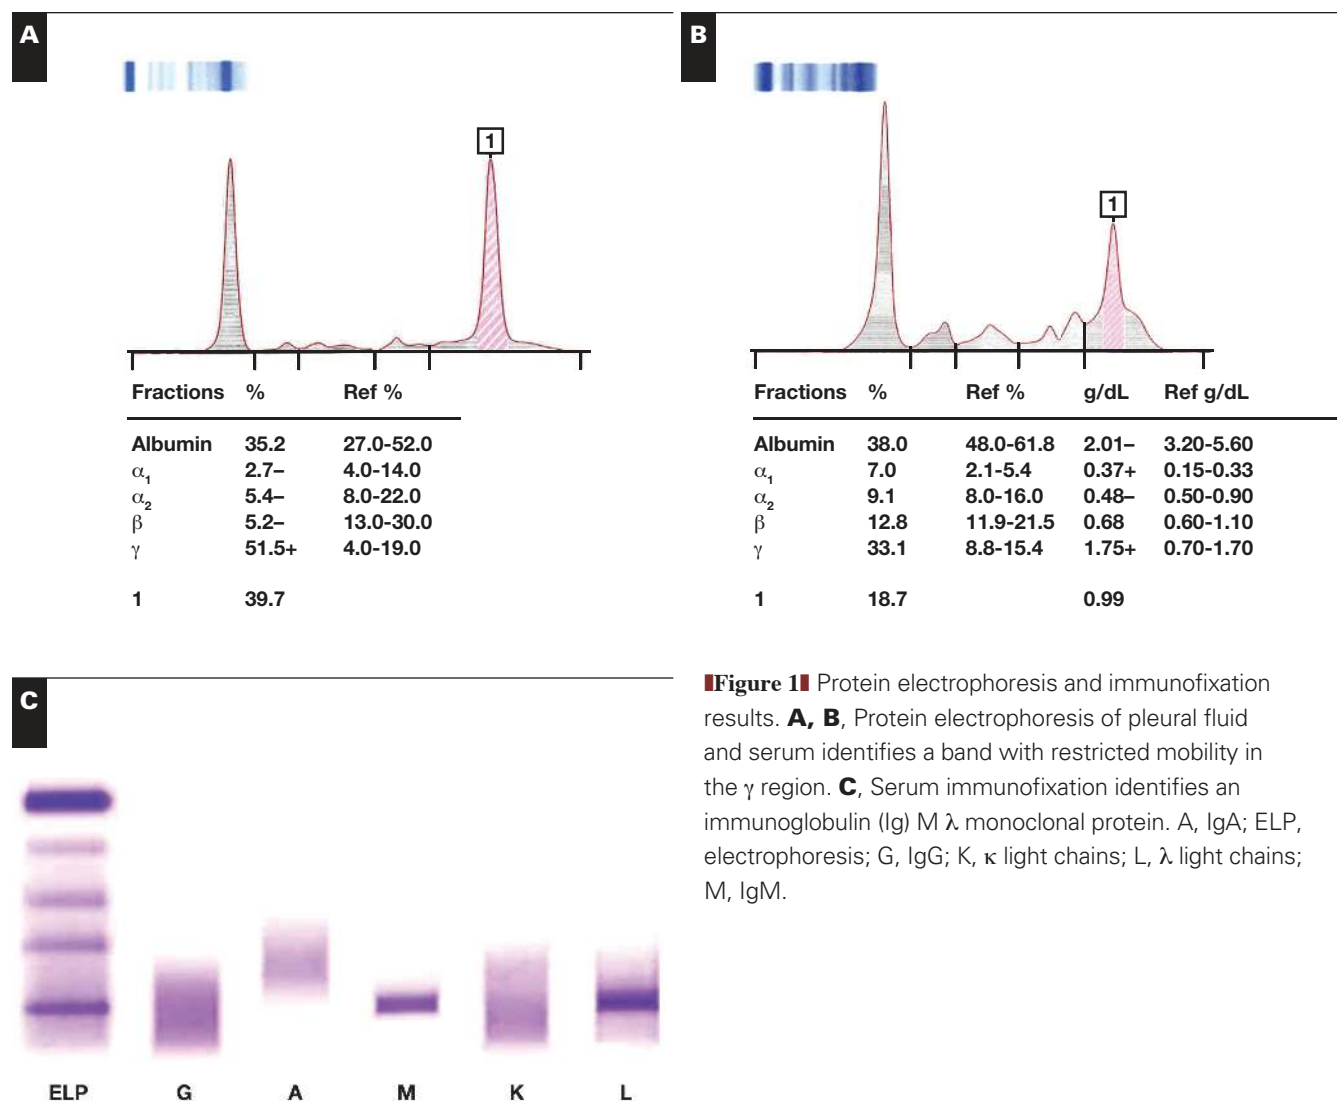 A
1
Fractions % Ref %
Albumin 35.2 27.0-52.0
α1 2.7– 4.0-14.0
α2 5.4– 8.0-22.0
β 5.2– 13.0-30.0
γ 51.5+ 4.0-19.0
1 39.7
B
1
Fractions % Ref % g/dL Ref g/dL
Albumin 38.0 48.0-61.8 2.01– 3.20-5.60
α1 7.0 2.1-5.4 0.37+ 0.15-0.33
α2 9.1 8.0-16.0 0.48– 0.50-0.90
β 12.8 11.9-21.5 0.68 0.60-1.10
γ 33.1 8.8-15.4 1.75+ 0.70-1.70
1 18.7 0.99
C
ELP G A M K L
Figure 1 Protein electrophoresis and immunofixation
results. A, B, Protein electrophoresis of pleural fluid
and serum identifies a band with restricted mobility in
the γ region. C, Serum immunofixation identifies an
immunoglobulin (Ig) M λ monoclonal protein. A, IgA; ELP,
electrophoresis; G, IgG; K, κ light chains; L, λ light chains;
M, IgM.